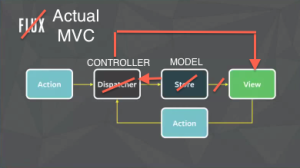 FLUX Actual
MVC
CONTROLLER MODEL
Action Dispatcher Store View
Action